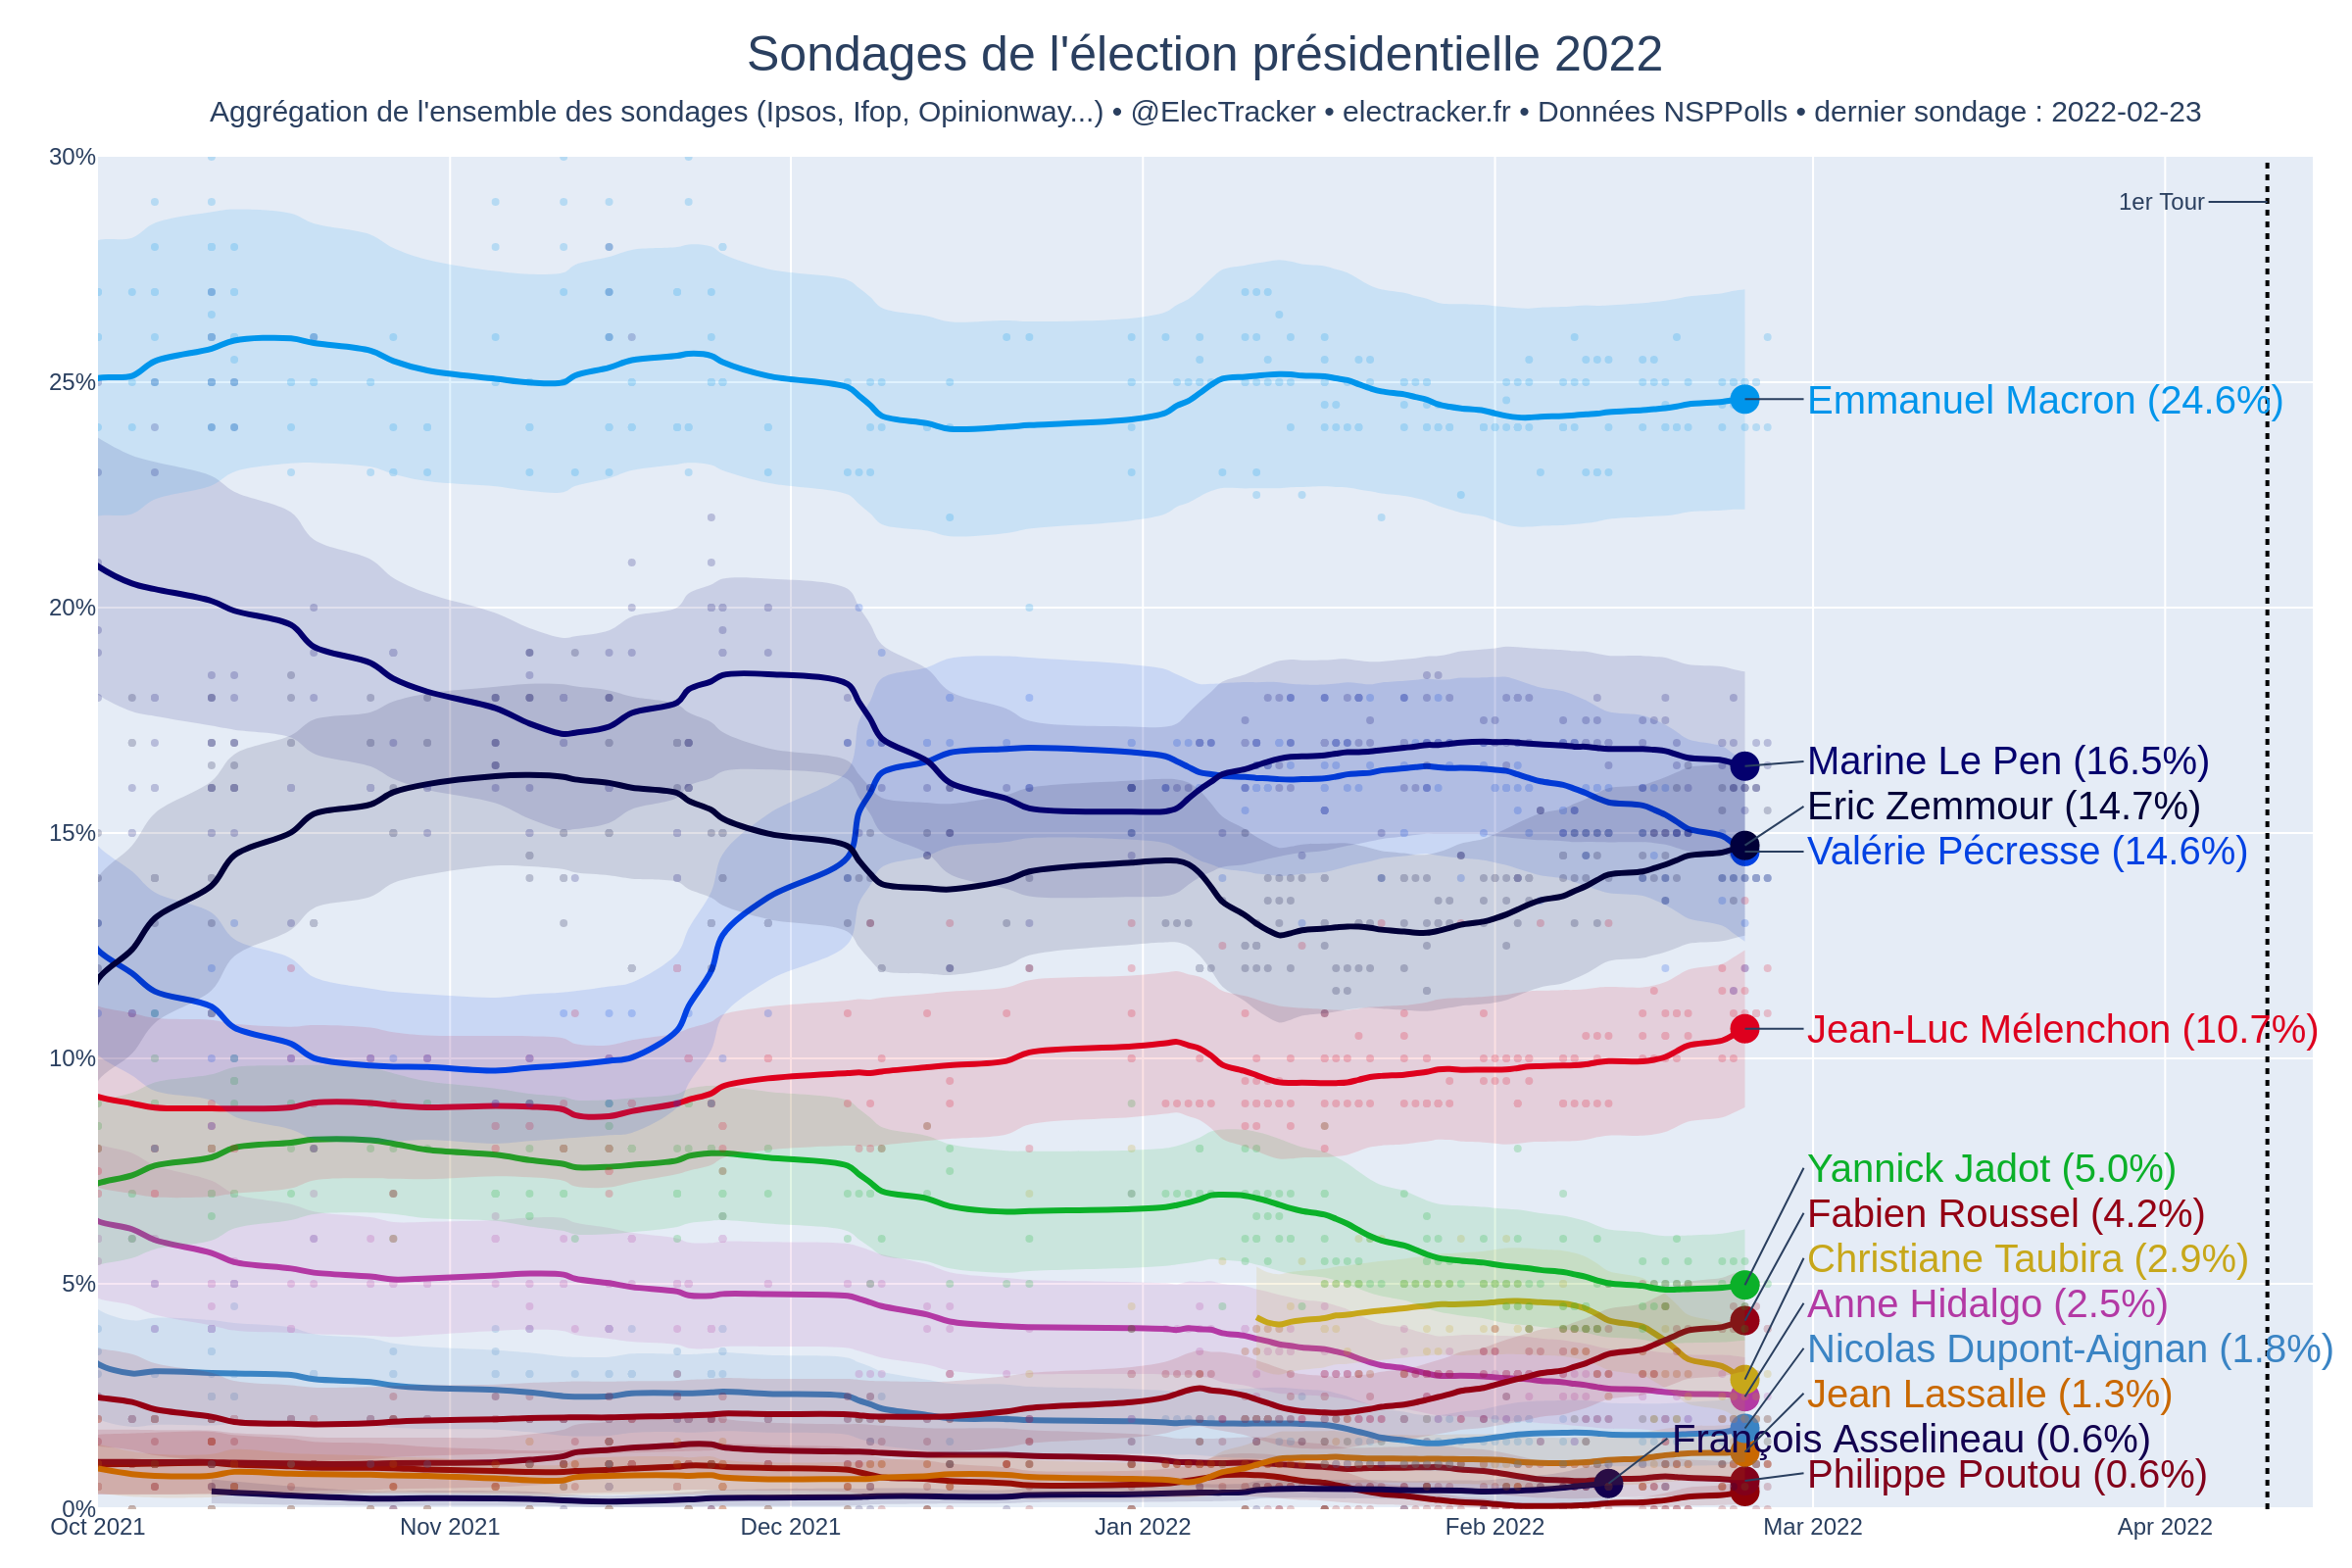 Sondages de l'élection présidentielle 2022
Aggrégation de l'ensemble des sondages (Ipsos, Ifop, Opinionway...) • @ElecTracker • electracker.fr • Données NSPPolls • dernier sondage : 2022-02-23
30%
1er Tour
25%
Emmanuel Macron (24.6%)
20%
Marine Le Pen (16.5%)
Eric Zemmour (14.7%)
15%
Valérie Pécresse (14.6%)
Jean-Luc Mélenchon (10.7%)
10%
Yannick Jadot (5.0%)
Fabien Roussel (4.2%)
Christiane Taubira (2.9%)
5%
Anne Hidalgo (2.5%)
Nicolas Dupont-Aignan (1.8%)
Jean Lassalle (1.3%)
François Asselineau (0.6%)
Philippe Poutou (0.6%)
0%
Oct 2021
Nov 2021
Dec 2021
Jan 2022
Feb 2022
Mar 2022
Apr 2022